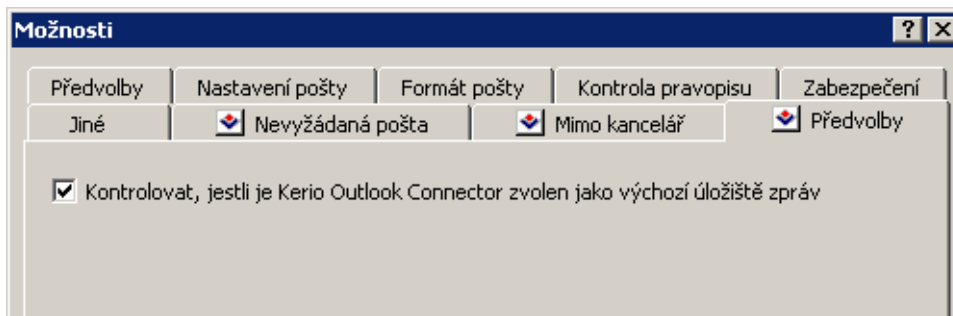 Možnosti
Předvolby Nastavení pošty Formát pošty Kontrola pravopisu Zabezpečení
Jiné Nevyžádaná pošta Mimo kancelář Předvolby
Kontrolovat, jestli je Kerio Outlook Connector zvolen jako výchozí úložiště zpráv